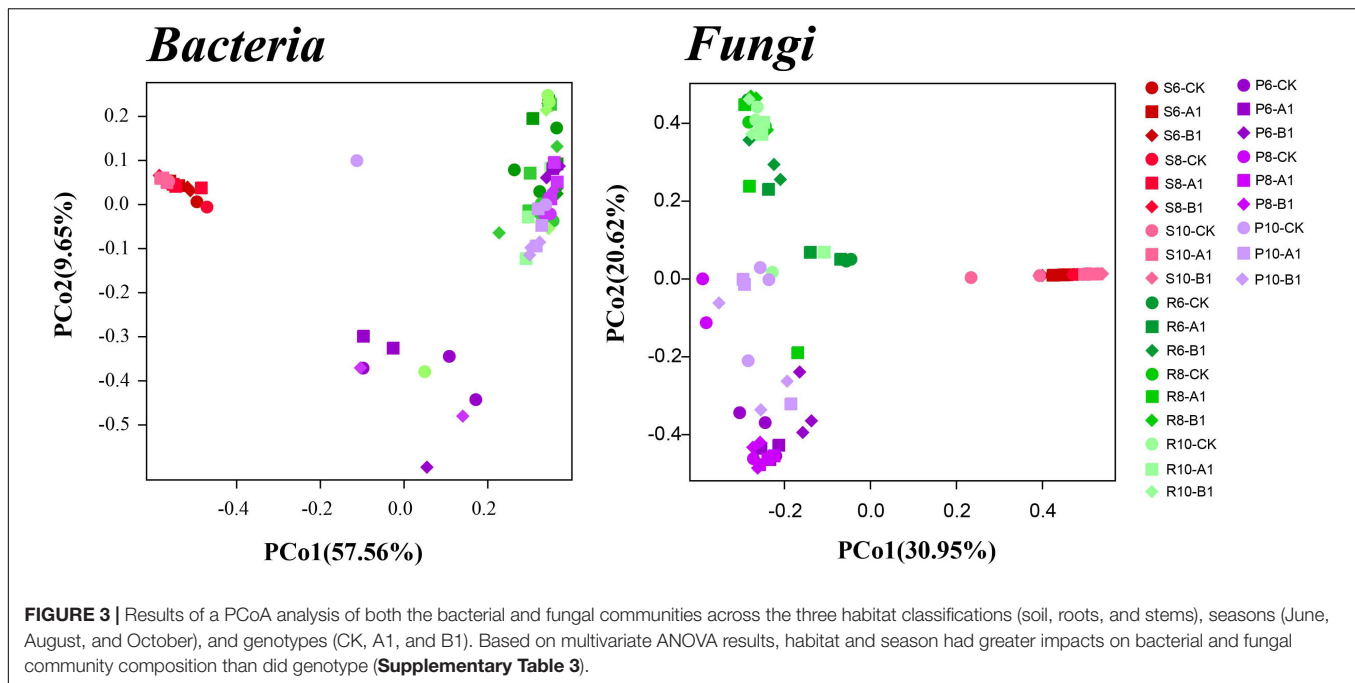 Bacteria
Fungi
PCo2(9.65%)
0.2
0.1
0.0
-0.1
-0.2
-0.3
-0.4
-0.5
-0.4
-0.2
0.0
0.2
PCo1(57.56%)
PCo2(20.62%)
0.4
0.2
0.0
-0.2
-0.4
-0.2
0.0
0.2
0.4
PCo1(30.95%)
S6-CK
S6-A1
S6-B1
S8-CK
S8-A1
S8-B1
S10-CK
S10-A1
S10-B1
R6-CK
R6-A1
R6-B1
R8-CK
R8-A1
R8-B1
R10-CK
R10-A1
R10-B1
P6-CK
P6-A1
P6-B1
P8-CK
P8-A1
P8-B1
P10-CK
P10-A1
P10-B1
FIGURE 3 | Results of a PCoA analysis of both the bacterial and fungal communities across the three habitat classifications (soil, roots, and stems), seasons (June,
August, and October), and genotypes (CK, A1, and B1). Based on multivariate ANOVA results, habitat and season had greater impacts on bacterial and fungal
community composition than did genotype (Supplementary Table 3).